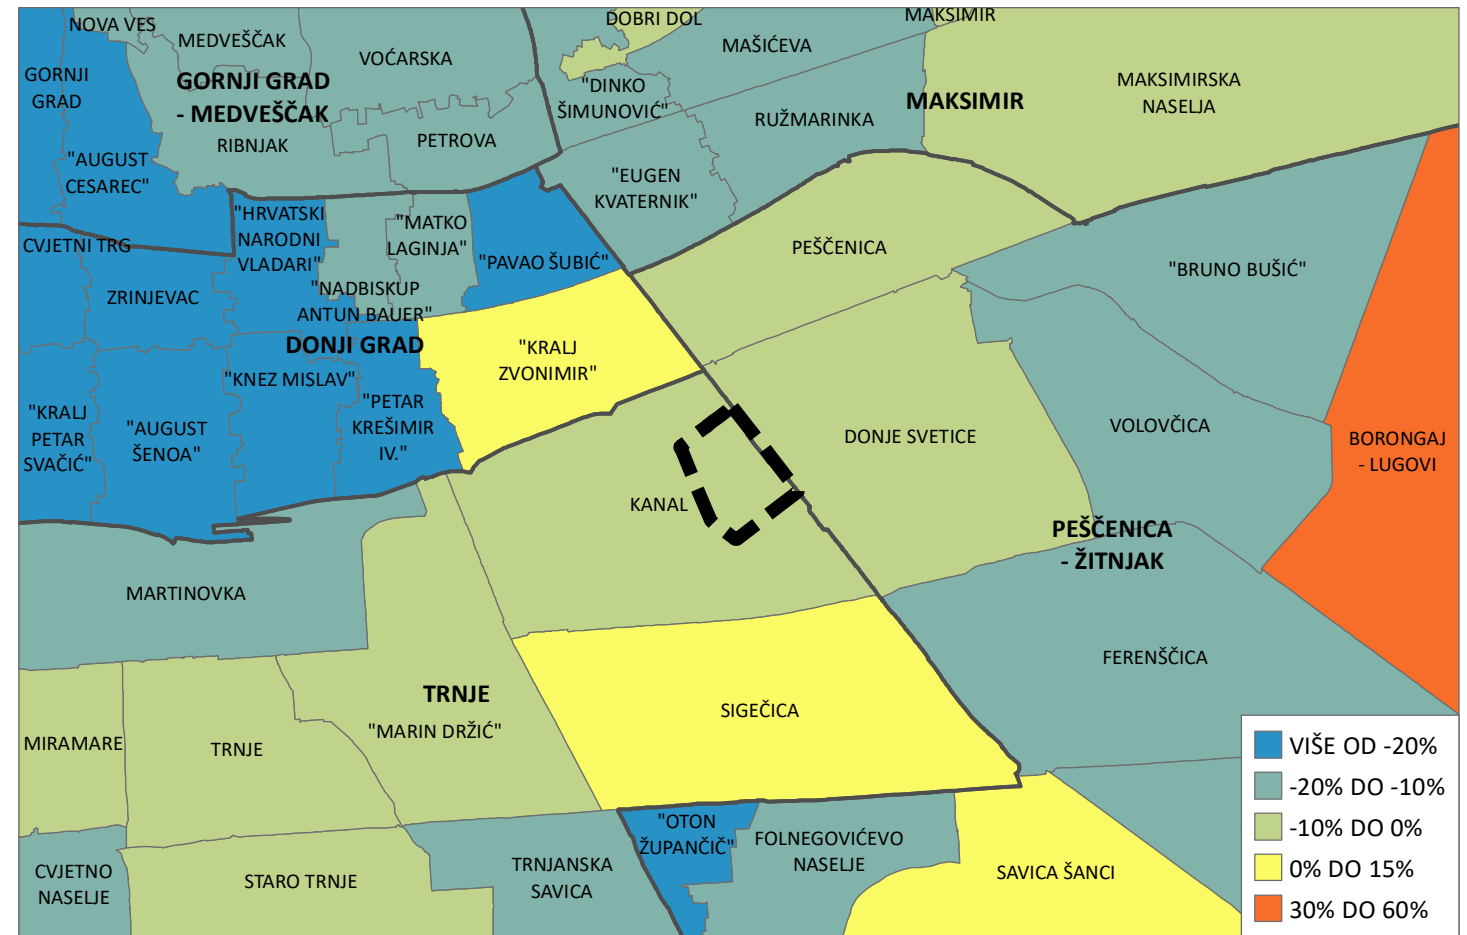 NOVA VES
MEDVEŠČAK
VOĆARSKA
DOBRI DOL
MAŠIĆEVA
MAKSIMIR
GORNJI
GRAD
GORNJI GRAD
- MEDVEŠČAK
RIBNJAK
PETROVA
"DINKO
ŠIMUNOVIĆ"
RUŽMARINKA
MAKSIMIR
MAKSIMIRSKA
NASELJA
"AUGUST
CESAREC"
"EUGEN
KVATERNIK"
"HRVATSKI
NARODNI
VLADARI"
"MATKO
LAGINJA"
CVJETNI TRG
"PAVAO ŠUBIĆ"
PEŠČENICA
"BRUNO BUŠIĆ"
ZRINJEVAC
"NADBISKUP
ANTUN BAUER"
DONJI GRAD
"KRALJ
ZVONIMIR"
"KNEZ MISLAV"
"KRALJ
PETAR
SVAČIĆ"
"AUGUST
ŠENOA"
"PETAR
KREŠIMIR
IV."
DONJE SVETICE
VOLOVČICA
BORONGAJ
- LUGOVI
KANAL
PEŠČENICA
- ŽITNJAK
MARTINOVKA
FERENŠČICA
TRNJE
"MARIN DRŽIĆ"
SIGEČICA
MIRAMARE
TRNJE
"OTON
ŽUPANČIČ"
FOLNEGOVIĆEVO
NASELJE
CVJETNO
NASELJE
STARO TRNJE
TRNJANSKA
SAVICA
SAVICA ŠANCI
VIŠE OD -20%
-20% DO -10%
-10% DO 0%
0% DO 15%
30% DO 60%